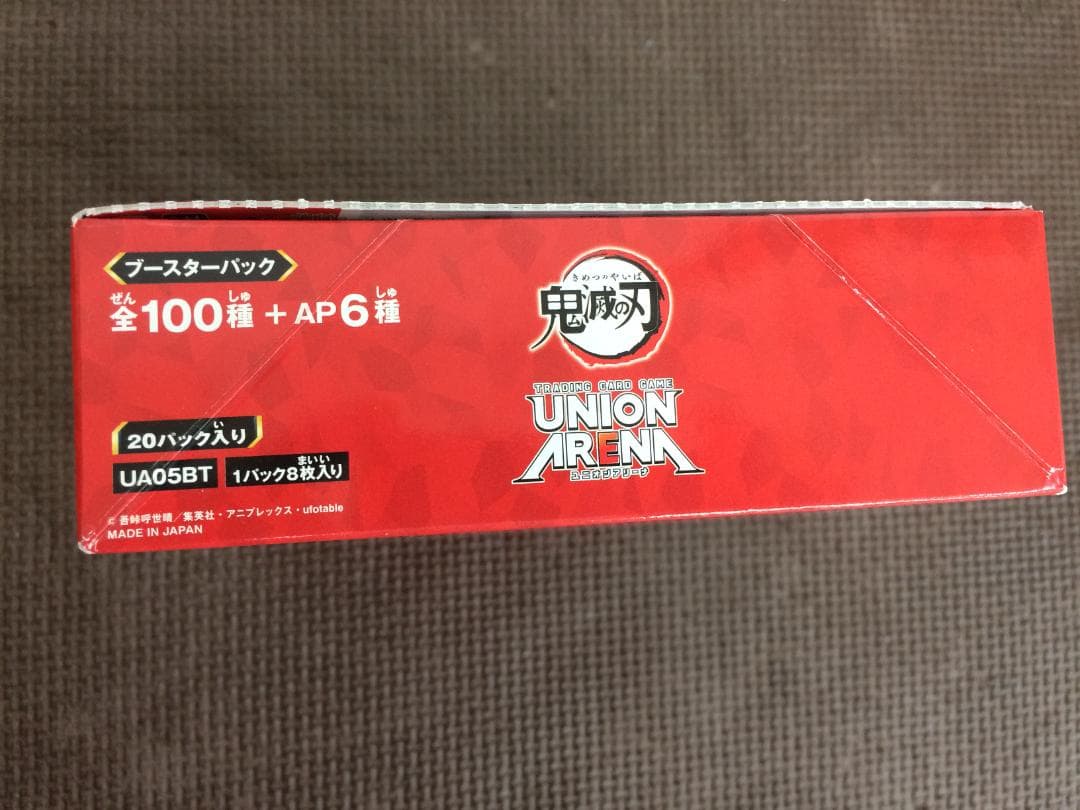 ブースターパック
ぜん しゅ しゅ
全100種 + AP6種
い
20パック入り
まいい
UA05BT 1パック8枚入り
© 吾峠呼世晴／集英社・アニプレックス・ufotable
MADE IN JAPAN
きめつのやいば
鬼滅の刃
TRADING CARD GAME
UNION
ARENA
ユニオンアリーナ